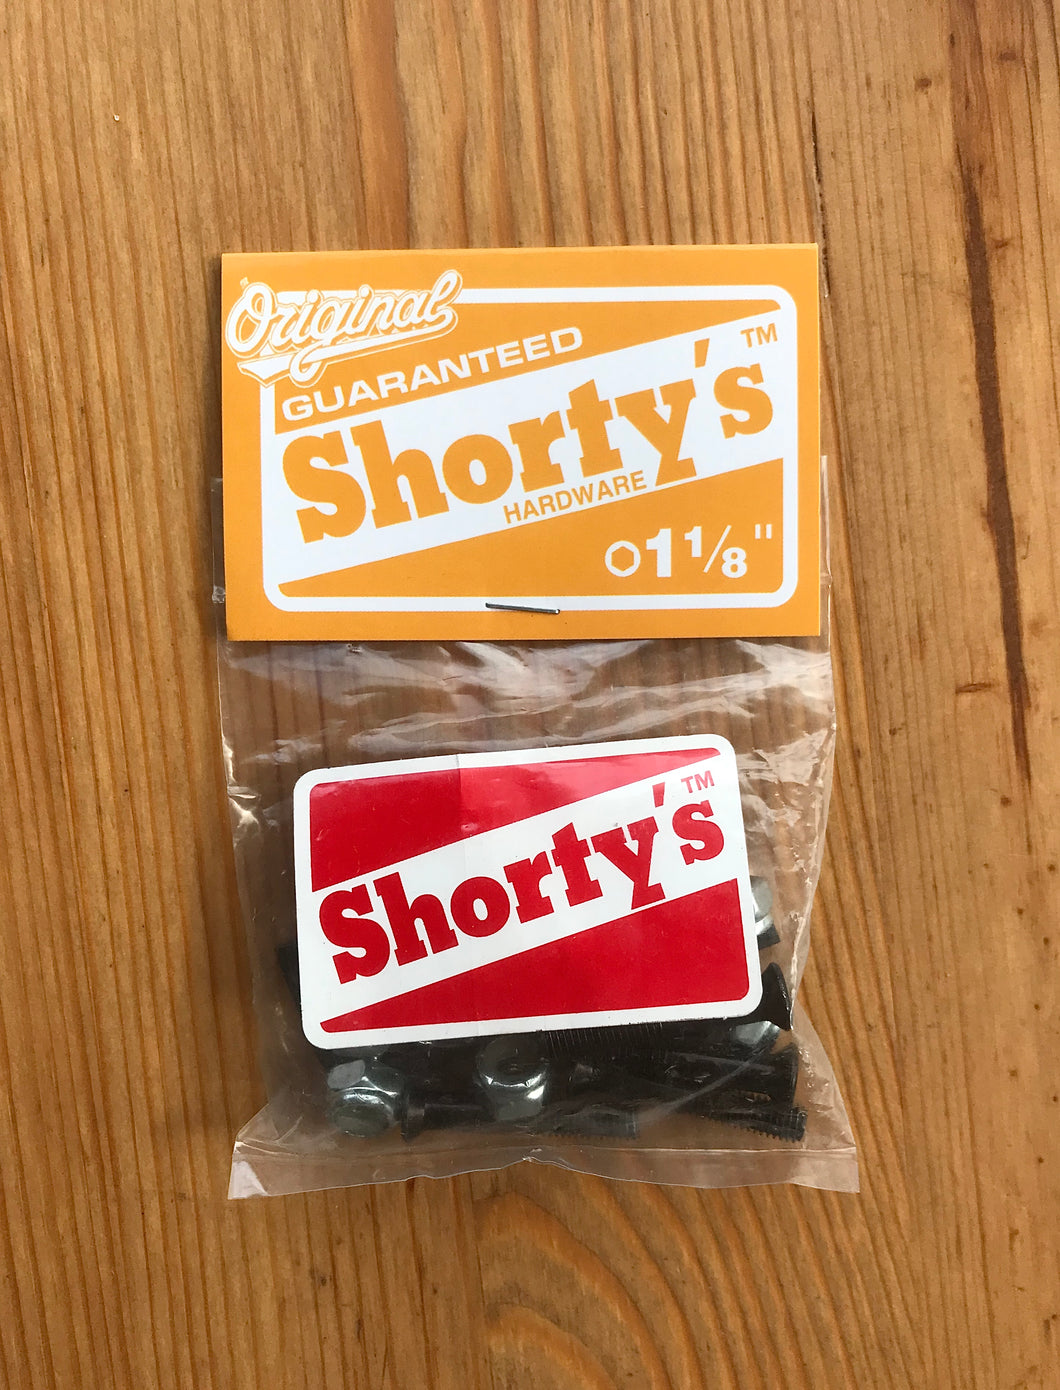 Original
GUARANTEED
Shorty's TM
HARDWARE
1 1/8"
Shorty's TM